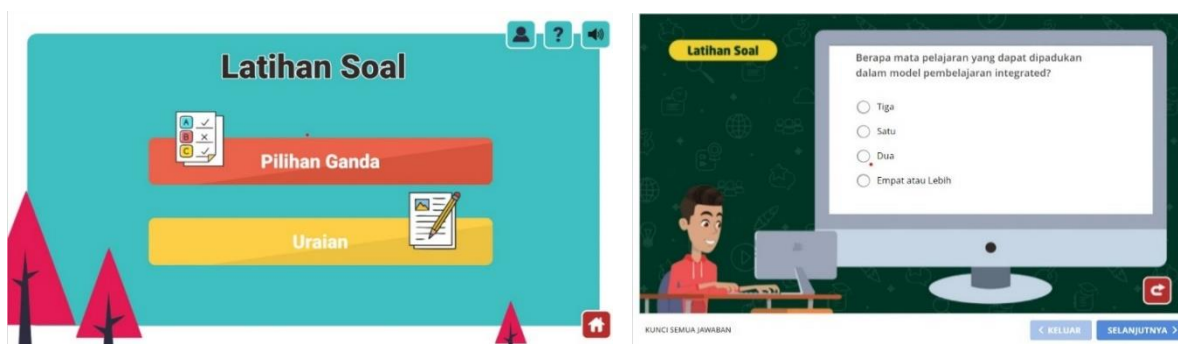 ?
Latihan Soal
A
B
C
Pilihan Ganda
Uraian
Latihan Soal
Berapa mata pelajaran yang dapat dipadukan
dalam model pembelajaran integrated?
Tiga
Satu
Dua
Empat atau Lebih
KUNCI SEMUA JAWABAN
< KELUAR
SELANJUTNYA >